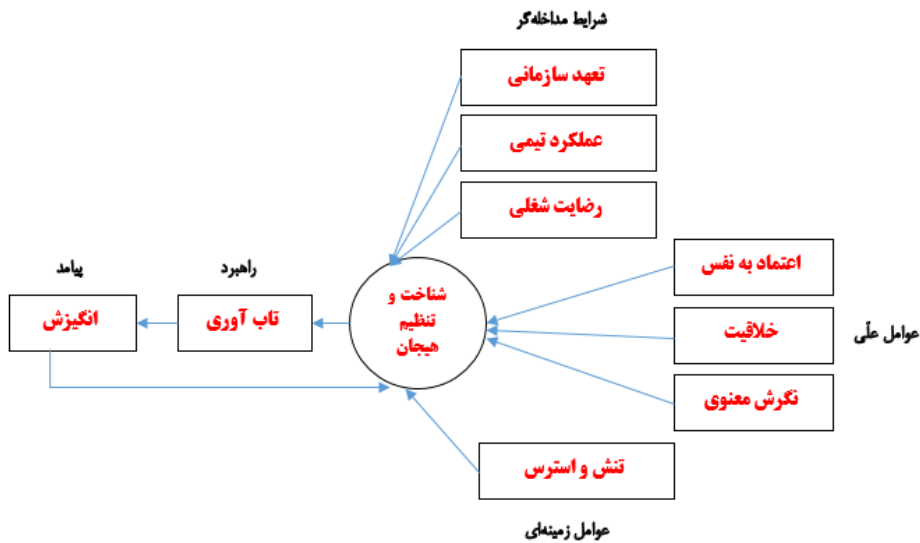 شرایط مداخله‌گر
تعهد سازمانی
عملکرد تیمی
رضایت شغلی
اعتماد به نفس
خلاقیت
نگرش معنوی
عوامل علّی
شناخت و
تنظیم
هیجان
راهبرد
تاب آوری
پیامد
انگیزش
تنش و استرس
عوامل زمینه‌ای